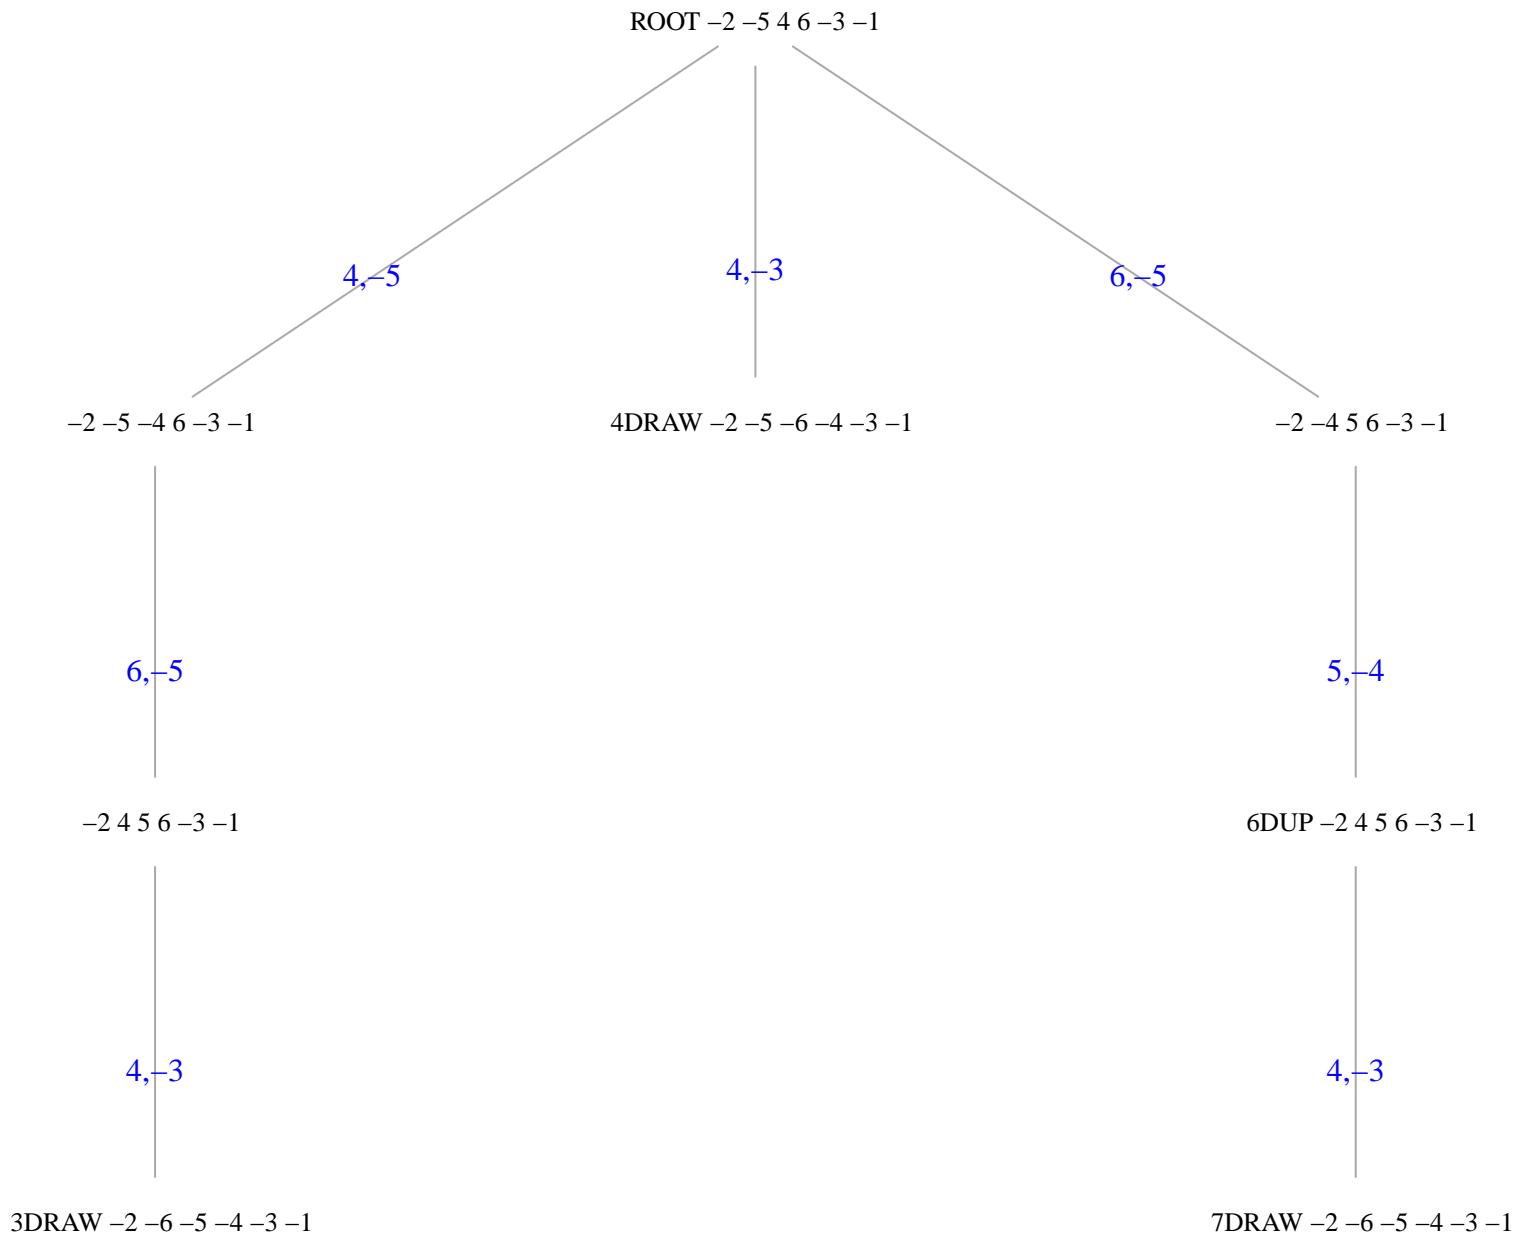 ROOT –2 –5 4 6 –3 –1
4,–5
4,–3
6,–5
–2 –5 –4 6 –3 –1
4DRAW –2 –5 –6 –4 –3 –1
–2 –4 5 6 –3 –1
6,–5
5,–4
–2 4 5 6 –3 –1
6DUP –2 4 5 6 –3 –1
4,–3
4,–3
3DRAW –2 –6 –5 –4 –3 –1
7DRAW –2 –6 –5 –4 –3 –1